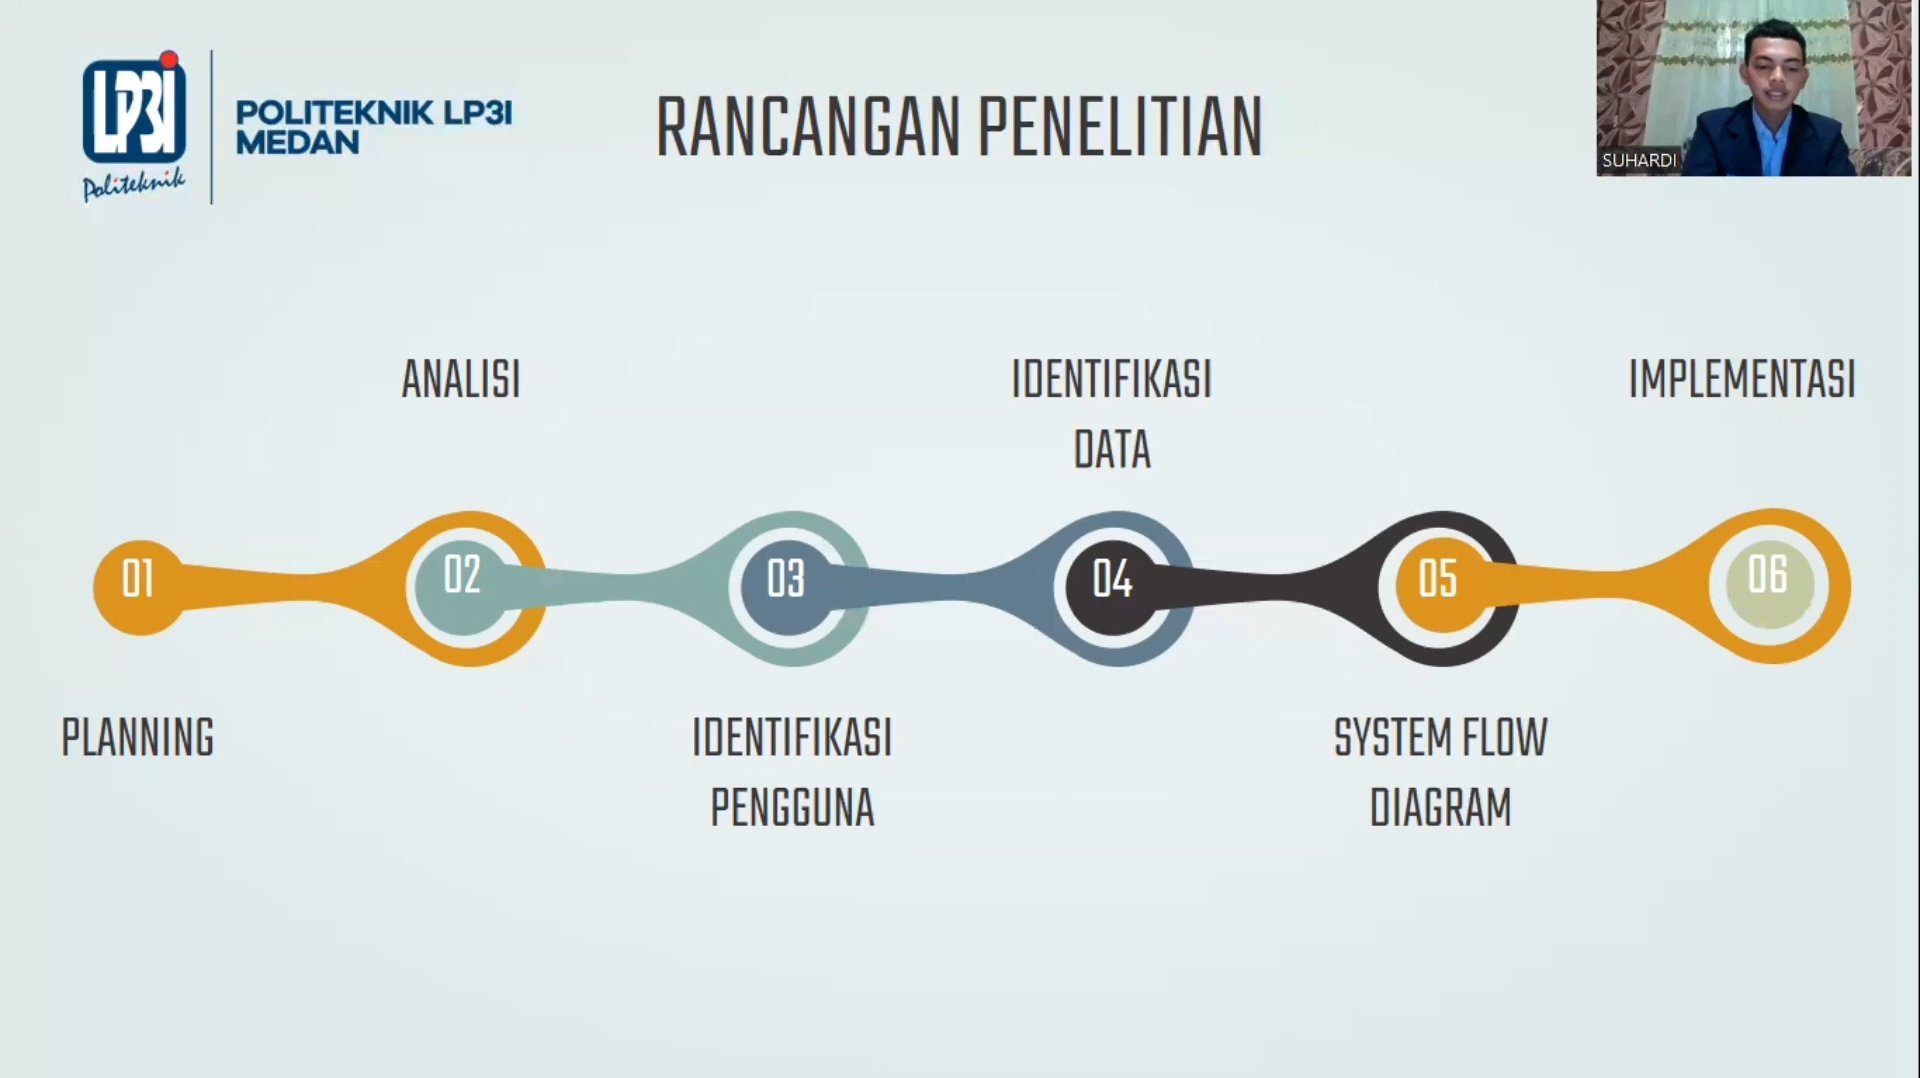 LP3I
Politeknik
POLITEKNIK LP3I
MEDAN
RANCANGAN PENELITIAN
SUHARDI
ANALISI
IDENTIFIKASI
DATA
IMPLEMENTASI
01
02
03
04
05
06
PLANNING
IDENTIFIKASI
PENGGUNA
SYSTEM FLOW
DIAGRAM